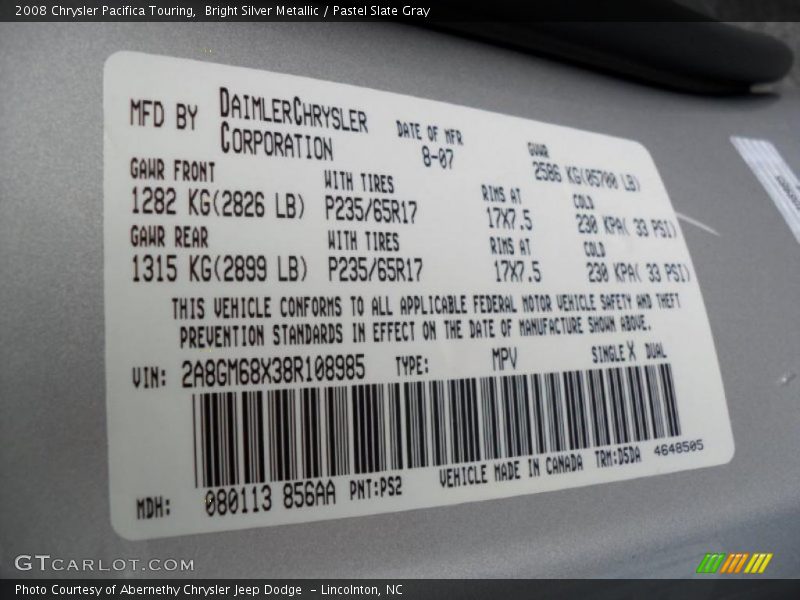 2008 Chrysler Pacifica Touring,  Bright Silver Metallic / Pastel Slate Gray
MFD BY DAIMLERCHRYSLER CORPORATION
DATE OF MFR 8-07
GVWR 2586 KG(05700 LB)
GAWR FRONT WITH TIRES RIMS AT COLD
1282 KG(2826 LB) P235/65R17 17X7.5 230 KPA( 33 PSI)
GAWR REAR WITH TIRES RIMS AT COLD
1315 KG(2899 LB) P235/65R17 17X7.5 230 KPA( 33 PSI)
THIS VEHICLE CONFORMS TO ALL APPLICABLE FEDERAL MOTOR VEHICLE SAFETY AND THEFT
PREVENTION STANDARDS IN EFFECT ON THE DATE OF MANUFACTURE SHOWN ABOVE.
VIN: 2A8GM68X38R108985 TYPE: MPV SINGLE X DUAL
MDH: 080113 856AA PNT:PS2 VEHICLE MADE IN CANADA TRM:D5DA 4648505
GTCARLOT.COM
Photo Courtesy of Abernethy Chrysler Jeep Dodge  - Lincolnton, NC